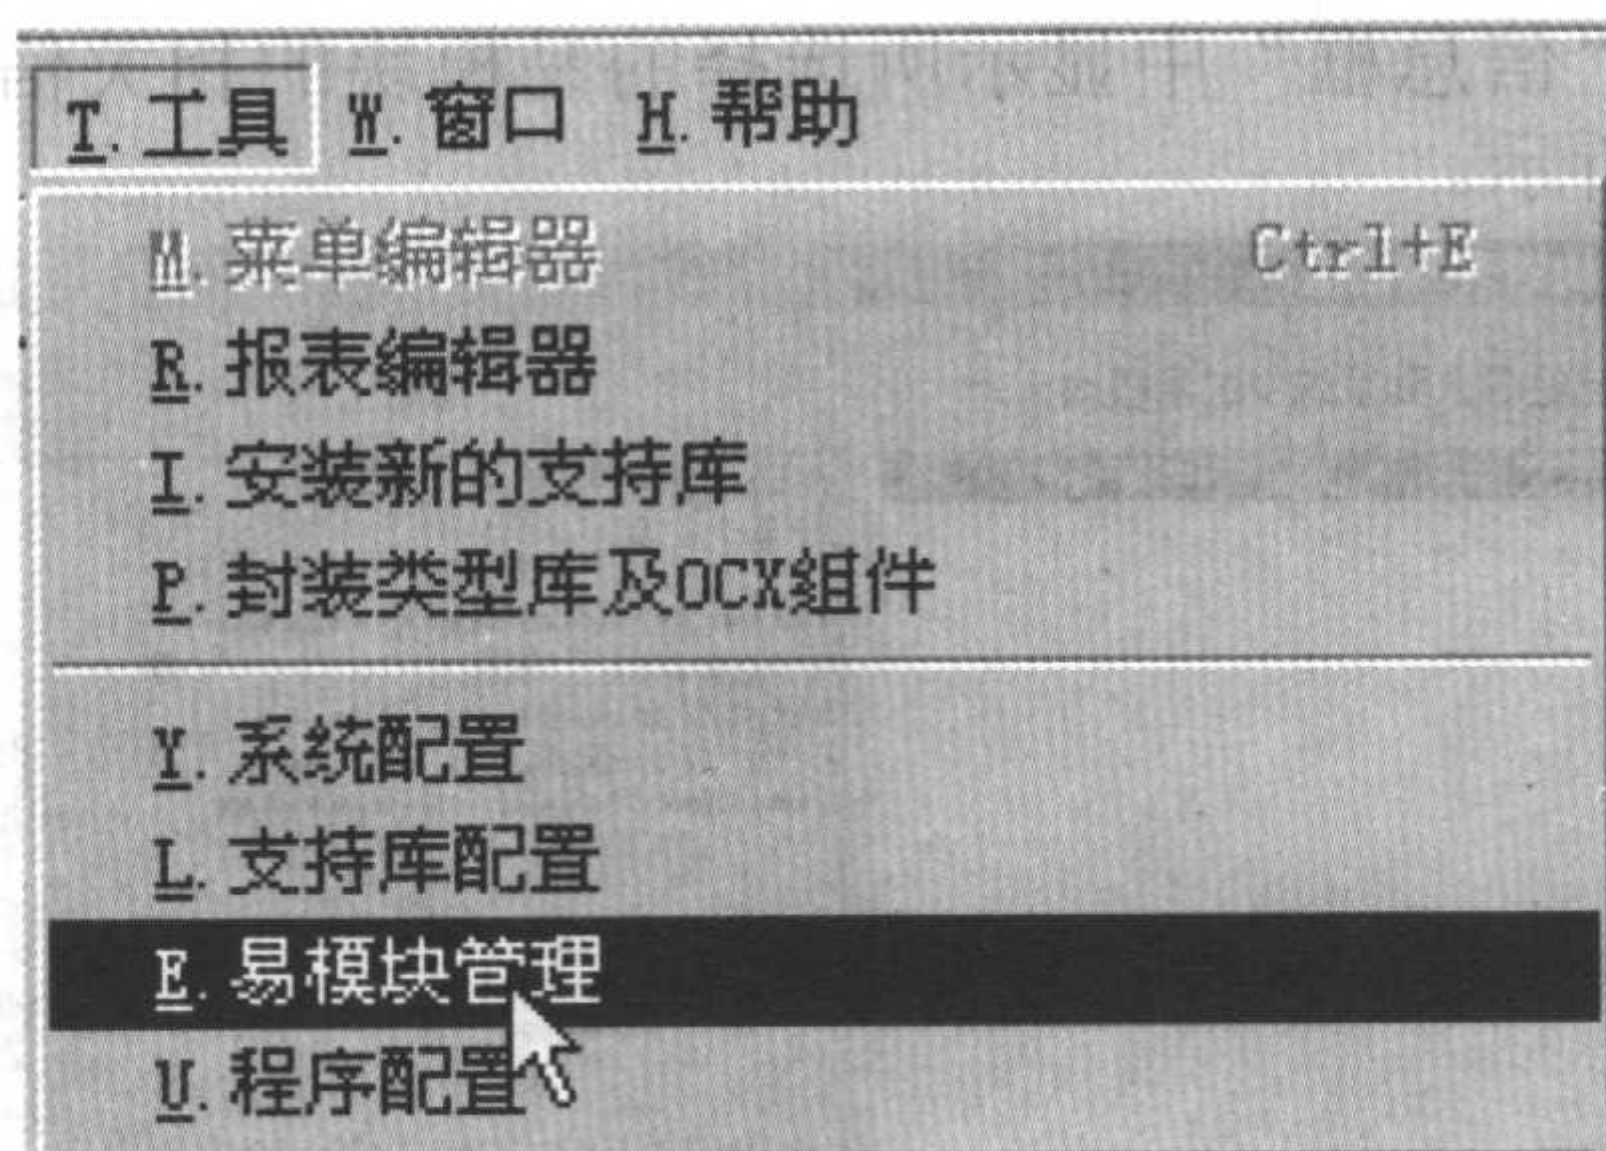 T.工具 W.窗口 H.帮助
M.菜单编辑器 Ctrl+E
R.报表编辑器
I.安装新的支持库
P.封装类型库及OCX组件
Y.系统配置
L.支持库配置
E.易模块管理
U.程序配置